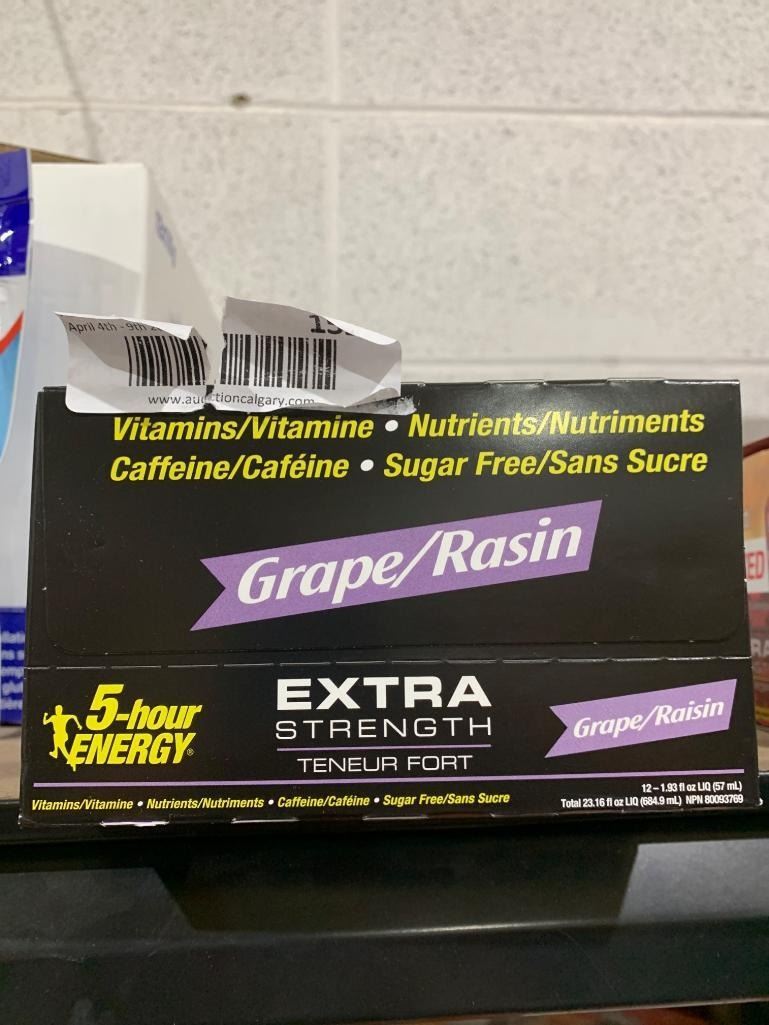 April 4th - 9th
www.auctioncalgary.com
Vitamins/Vitamine • Nutrients/Nutriments
Caffeine/Caféine • Sugar Free/Sans Sucre
Grape/Rasin
5-hour
ENERGY®
EXTRA
STRENGTH
TENEUR FORT
Grape/Raisin
Vitamins/Vitamine • Nutrients/Nutriments • Caffeine/Caféine • Sugar Free/Sans Sucre
12 – 1.93 fl oz LIQ (57 mL)
Total 23.16 fl oz LIQ (684.9 mL) NPN 80093769